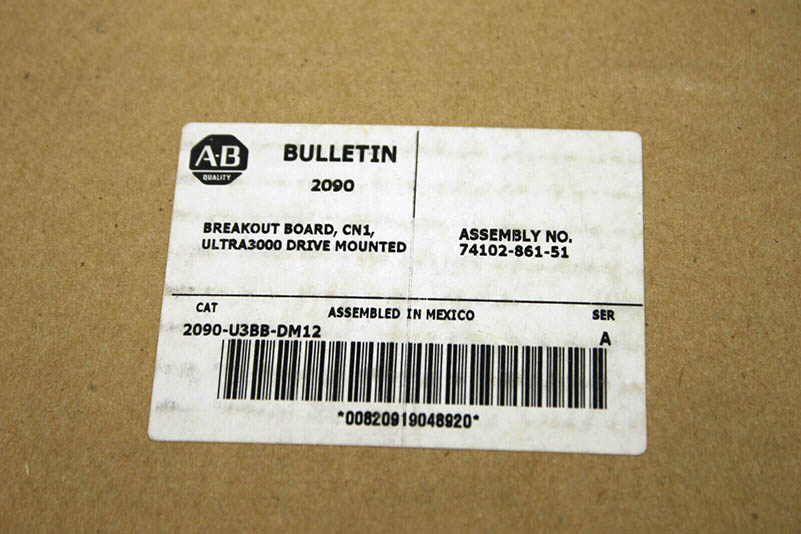 A-B
QUALITY
BULLETIN
2090
BREAKOUT BOARD, CN1,
ULTRA3000 DRIVE MOUNTED
ASSEMBLY NO.
74102-861-51
CAT
ASSEMBLED IN MEXICO
SER
2090-U3BB-DM12
A
*00820919048920*